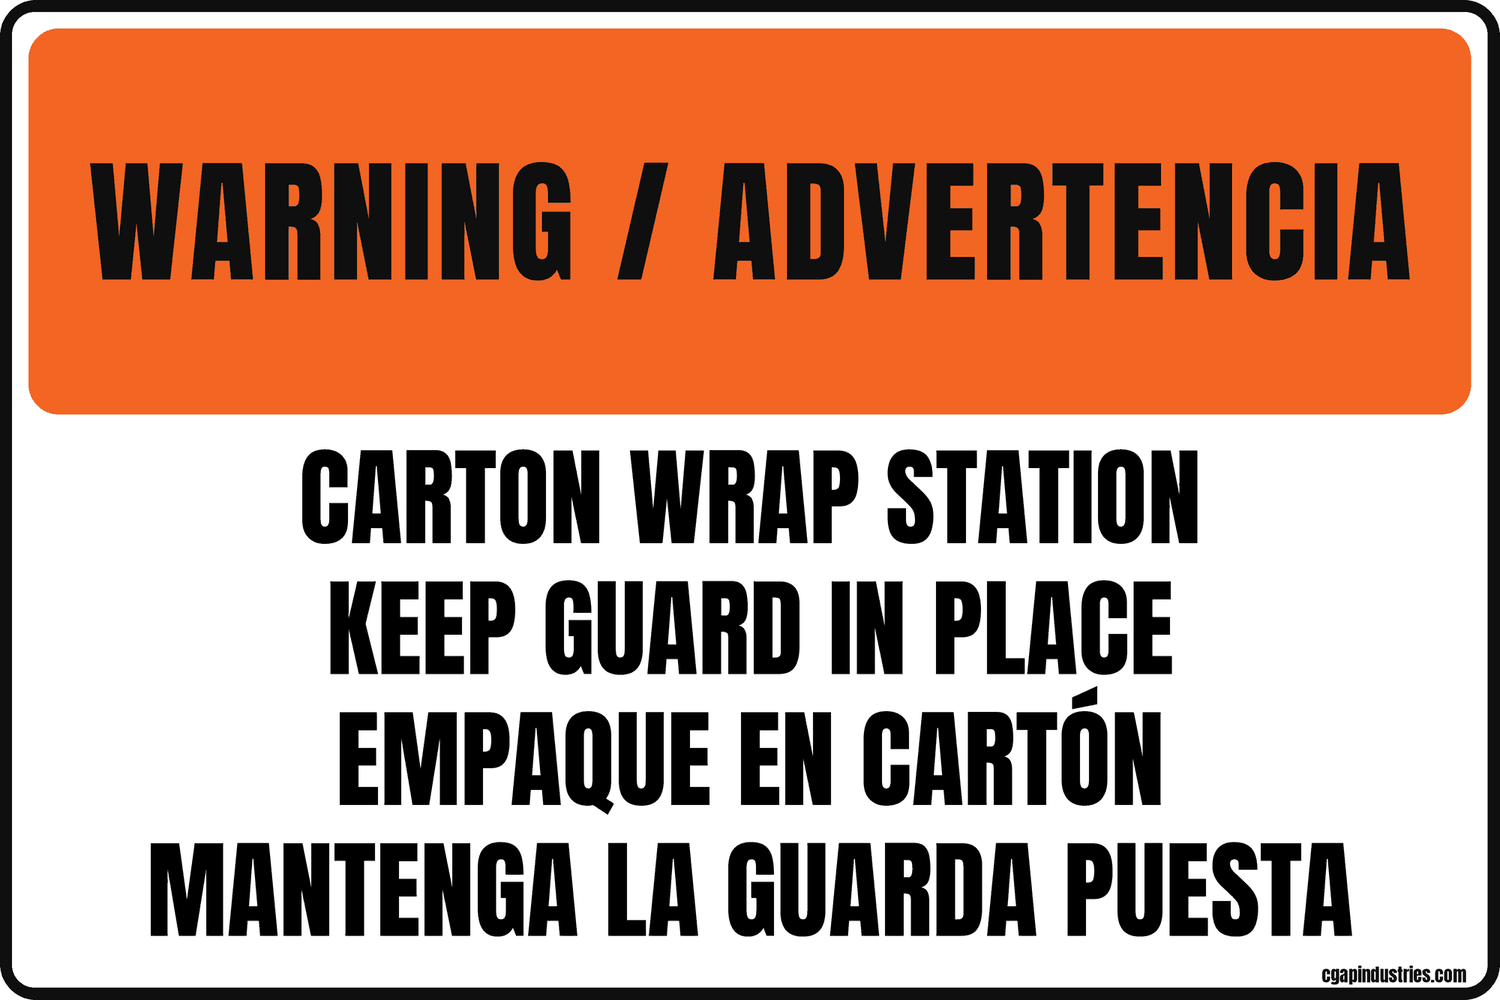 WARNING / ADVERTENCIA
CARTON WRAP STATION
KEEP GUARD IN PLACE
EMPAQUE EN CARTÓN
MANTENGA LA GUARDA PUESTA
cgapindustries.com